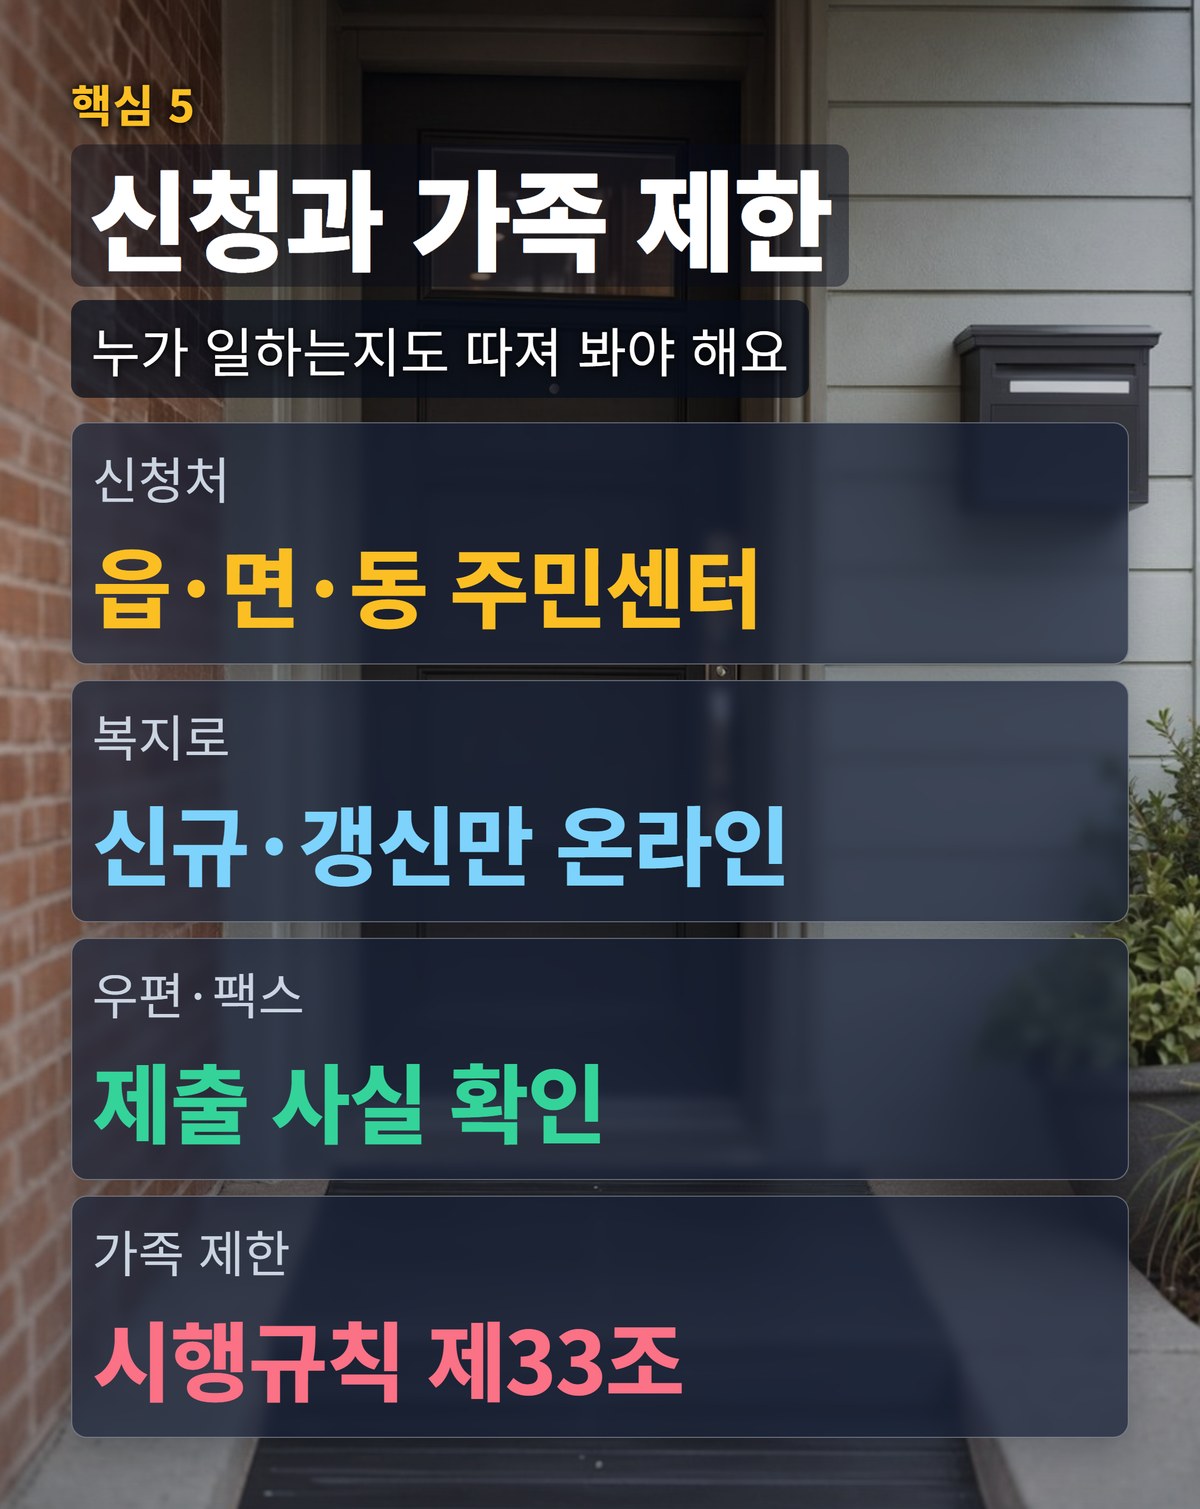 핵심 5
신청과 가족 제한
누가 일하는지도 따져 봐야 해요
신청처
읍·면·동 주민센터
복지로
신규·갱신만 온라인
우편·팩스
제출 사실 확인
가족 제한
시행규칙 제33조